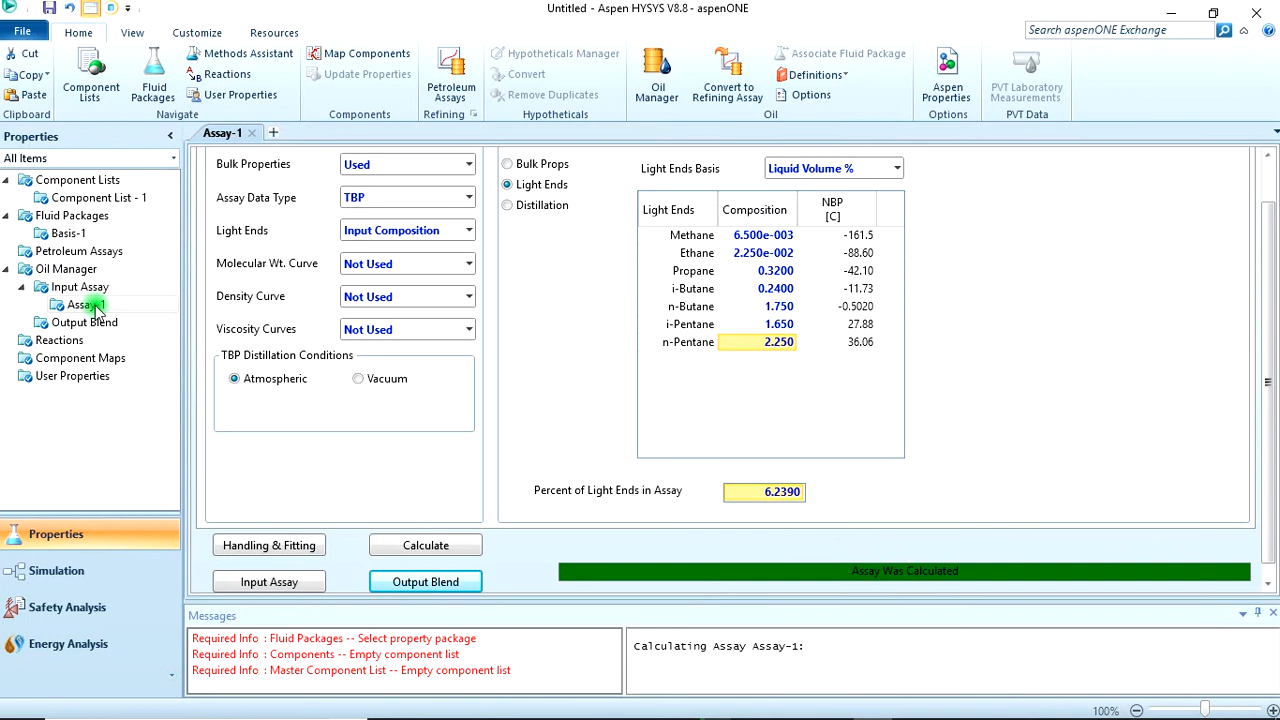 Untitled - Aspen HYSYS V8.8 - aspenONE
File Home View Customize Resources
Search aspenONE Exchange
Cut
Copy
Paste
Clipboard
Component Lists
Fluid Packages
Methods Assistant
Reactions
User Properties
Navigate
Map Components
Update Properties
Components
Petroleum Assays
Refining
Hypotheticals Manager
Convert
Remove Duplicates
Hypotheticals
Oil Manager
Convert to Refining Assay
Associate Fluid Package
Definitions
Options
Oil
Aspen Properties
Options
PVT Laboratory Measurements
PVT Data
Properties
All Items
Component Lists
Component List - 1
Fluid Packages
Basis-1
Petroleum Assays
Oil Manager
Input Assay
Assay-1
Output Blend
Reactions
Component Maps
User Properties
Properties
Simulation
Safety Analysis
Energy Analysis
Assay-1
Bulk Properties Used
Assay Data Type TBP
Light Ends Input Composition
Molecular Wt. Curve Not Used
Density Curve Not Used
Viscosity Curves Not Used
TBP Distillation Conditions
Atmospheric Vacuum
Bulk Props
Light Ends
Distillation
Light Ends Basis Liquid Volume %
Light Ends Composition NBP [C]
Methane 6.500e-003 -161.5
Ethane 2.250e-002 -88.60
Propane 0.3200 -42.10
i-Butane 0.2400 -11.73
n-Butane 1.750 -0.5020
i-Pentane 1.650 27.88
n-Pentane 2.250 36.06
Percent of Light Ends in Assay 6.2390
Handling & Fitting Calculate
Input Assay Output Blend
Assay Was Calculated
Messages
Required Info : Fluid Packages -- Select property package
Required Info : Components -- Empty component list
Required Info : Master Component List -- Empty component list
Calculating Assay Assay-1:
100%